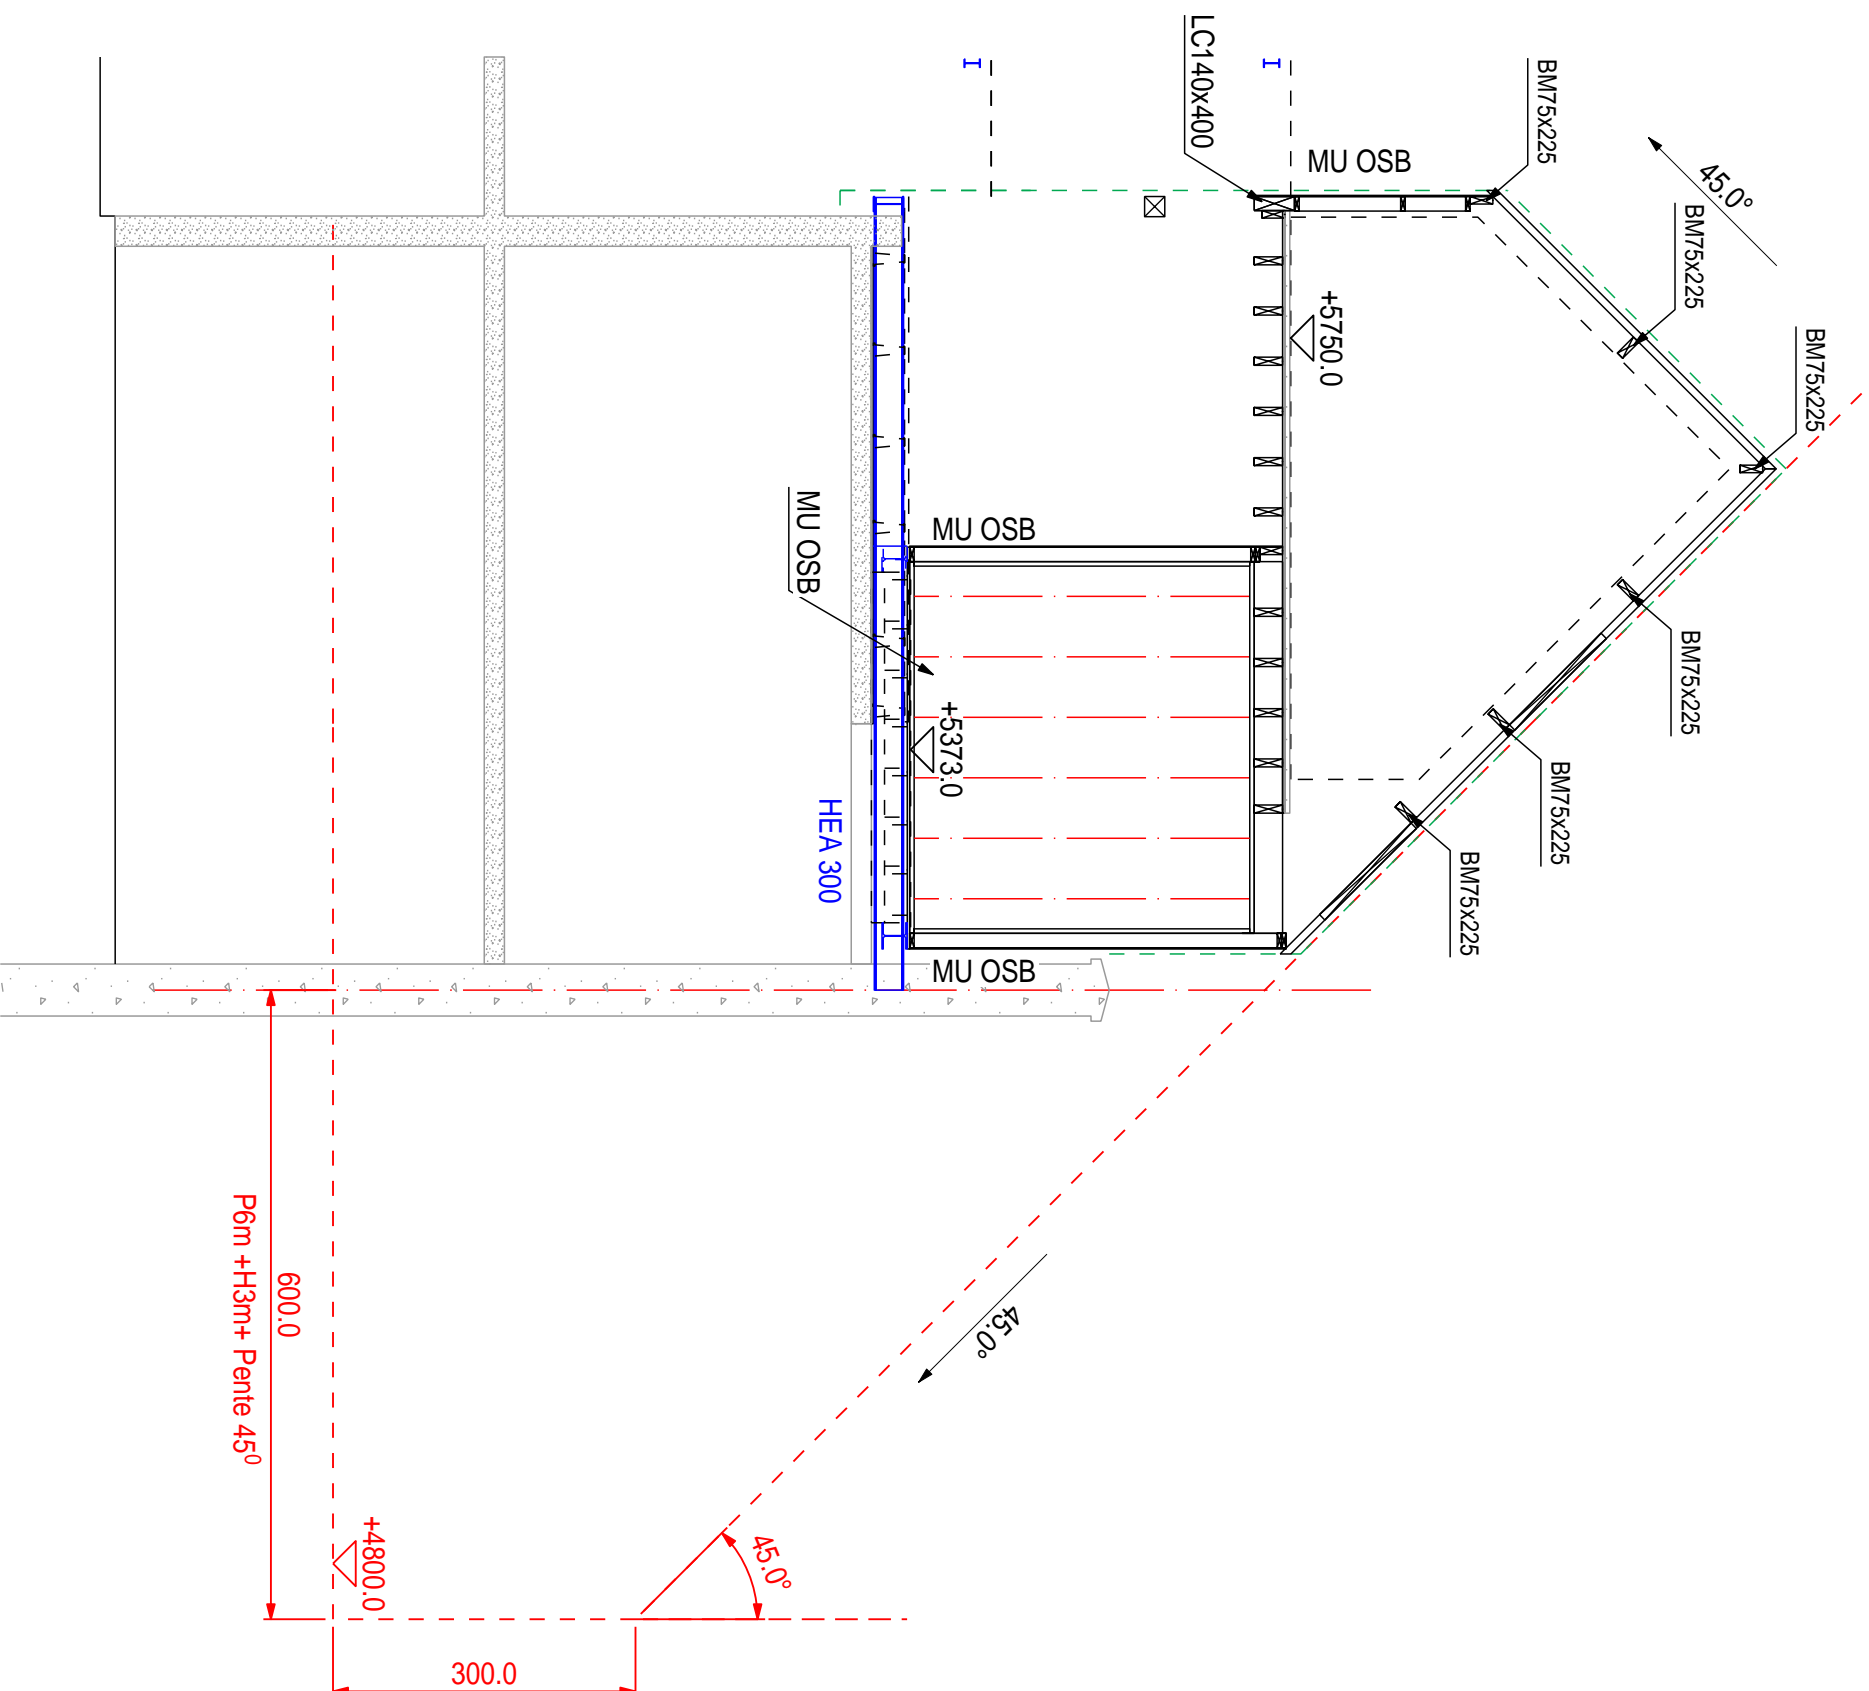 LC140x400
BM75x225
MU OSB
45.0°
BM75x225
BM75x225
+5750.0
MU OSB
MU OSB
BM75x225
+5373.0
BM75x225
HEA 300
BM75x225
MU OSB
P6m +H3m+ Pente 45⁰
600.0
45.0°
+4800.0
45.0°
300.0